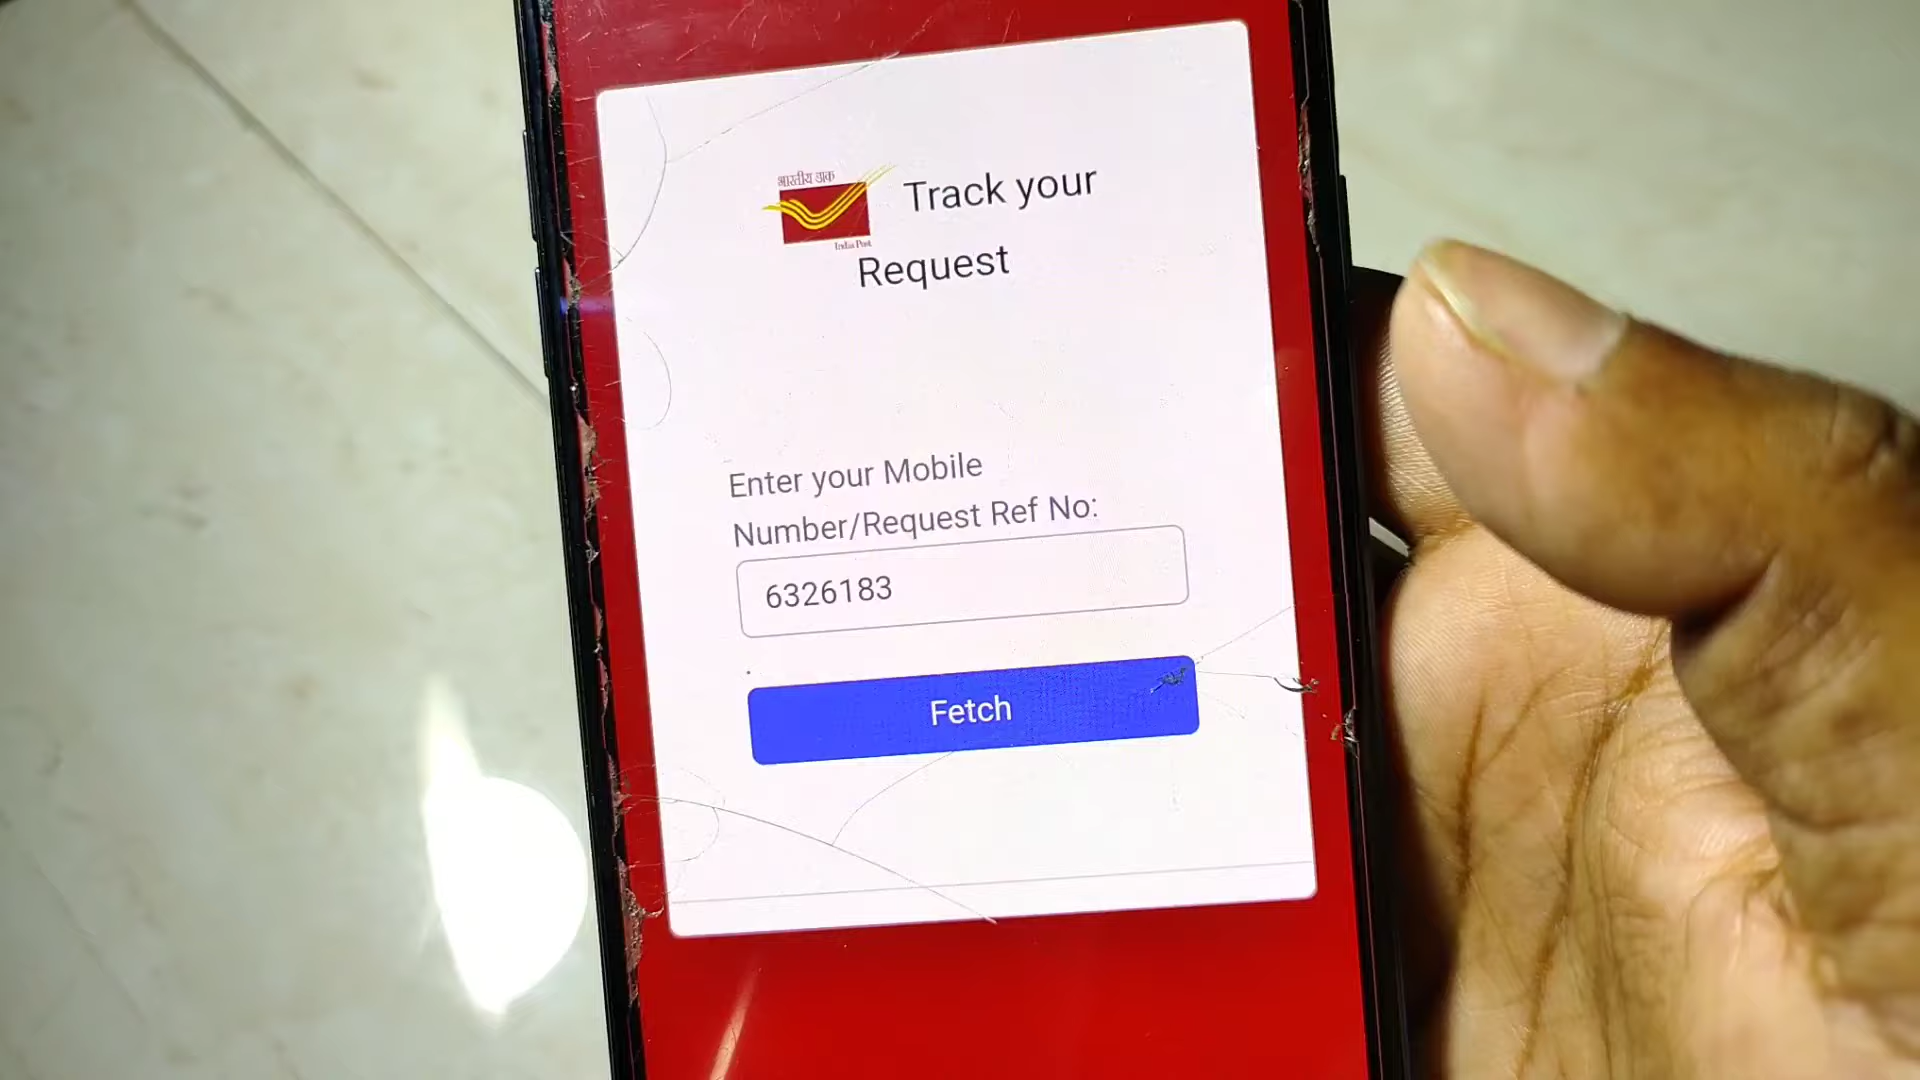 भारतीय डाक
India Post
Track your
Request
Enter your Mobile
Number/Request Ref No:
6326183
Fetch